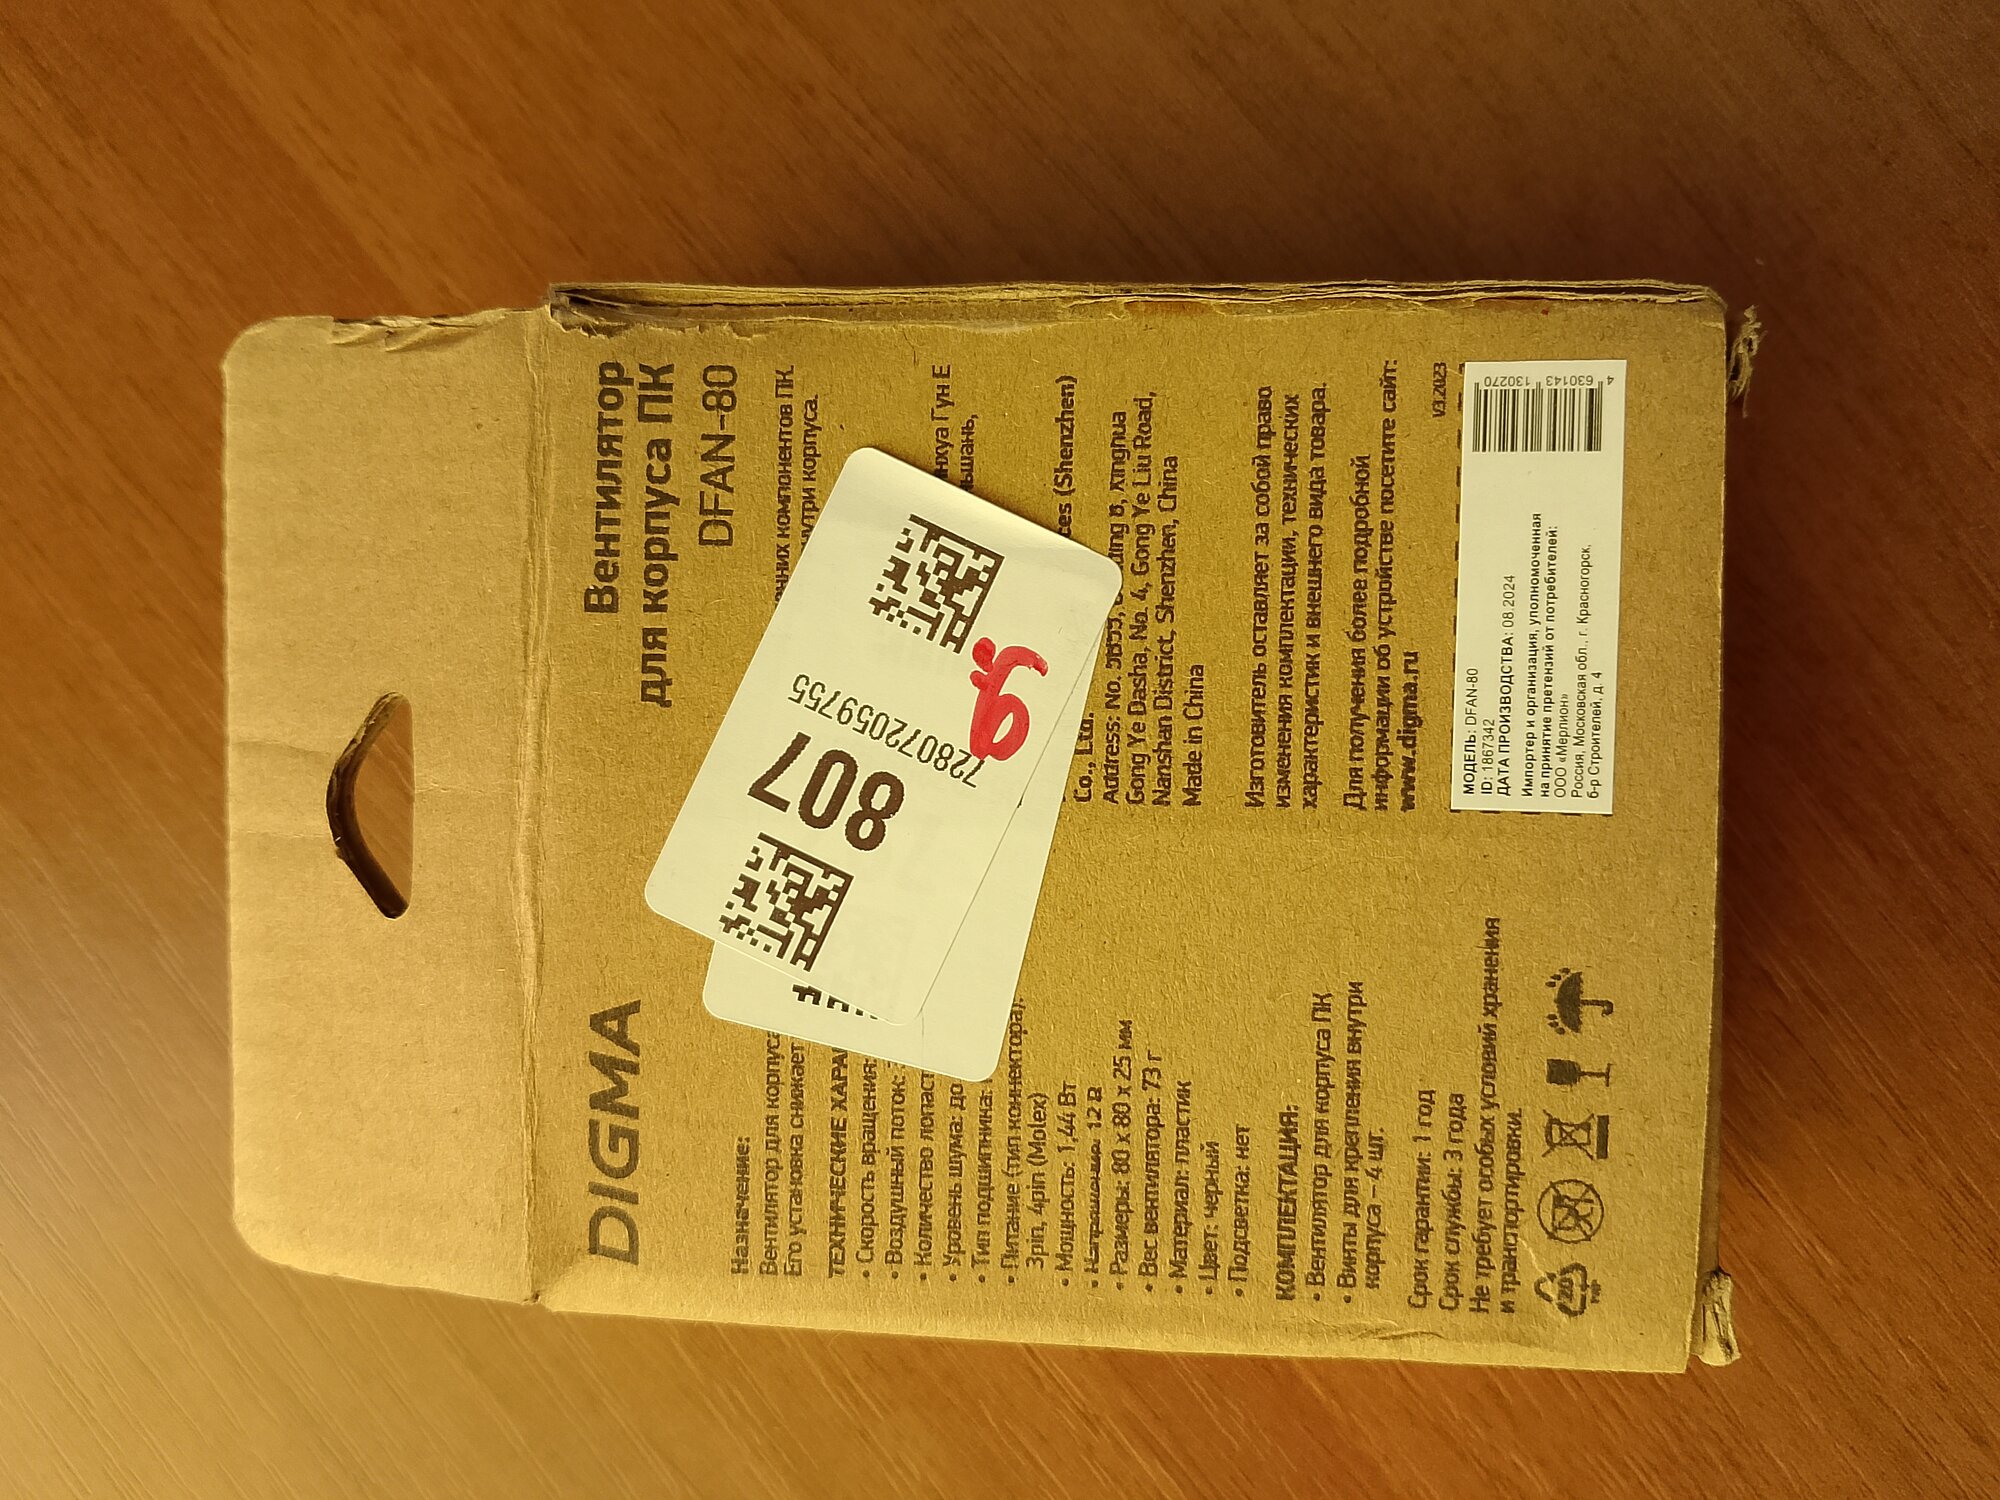 DIGMA
Вентилятор
для корпуса ПК
DFAN-80
Назначение:
Вентилятор для корпуса
компонентов ПК.
Его установка снижает
корпуса.
ТЕХНИЧЕСКИЕ
• Скорость вращения:
• Воздушный поток:
• Количество
• Уровень шума: до
• Тип подшипника:
• Питание (тип коннектора):
3pin, 4pin (Molex)
• Мощность: 1,44 Вт
• Напряжение: 12 В
• Размеры: 80 x 80 x 25 мм
• Вес вентилятора: 73 г
• Материал: пластик
• Цвет: черный
• Подсветка: нет
КОМПЛЕКТАЦИЯ:
• Вентилятор для корпуса ПК
• Винты для крепления внутри
корпуса – 4 шт.
Срок гарантии: 1 год
Срок службы: 3 года
Не требует особых условий хранения
и транспортировки.
20
PAP
807
728072059755
Гун Е
(Shenzhen)
Co., Ltd.
Address: No. Xinghua
Gong Ye Dasha, No. 4, Gong Ye Liu Road,
Nanshan District, Shenzhen, China
Made in China
Изготовитель оставляет за собой право
изменения комплектации, технических
характеристик и внешнего вида товара.
Для получения более подробной
информации об устройстве посетите сайт:
www.digma.ru
V3.2023
МОДЕЛЬ: DFAN-80
ID: 1867342
ДАТА ПРОИЗВОДСТВА: 08.2024
Импортер и организация, уполномоченная
на принятие претензий от потребителей:
ООО «Мерлион»
Россия, Московская обл., г. Красногорск,
б-р Строителей, д. 4
4 630143 130270